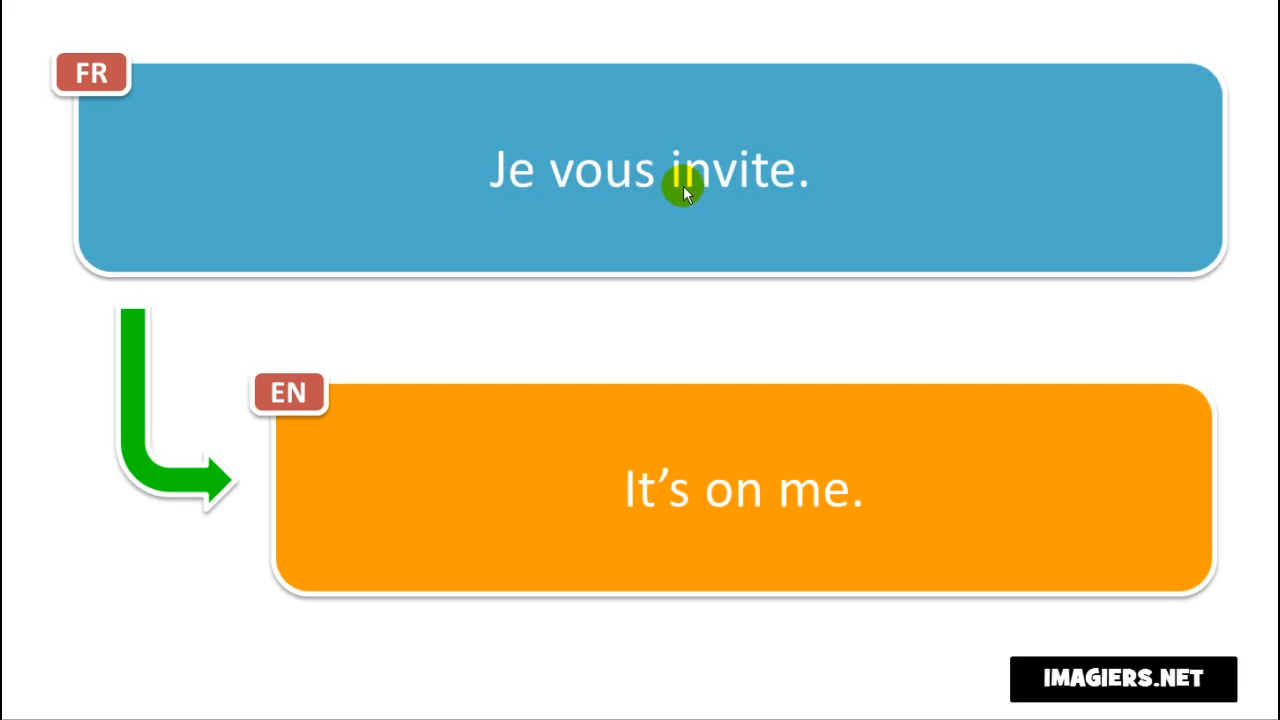 FR
Je vous invite.
EN
It’s on me.
IMAGIERS.NET